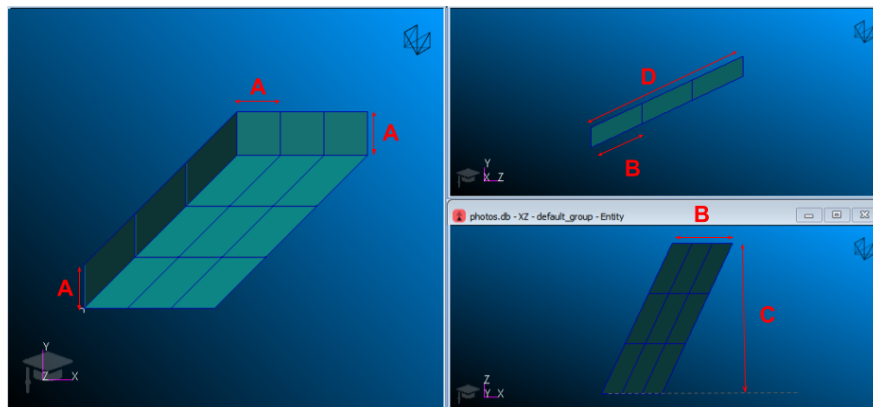 A
A
A
Y
Z X
D
B
Y
X Z
photos.db - XZ - default_group - Entity
B
C
Z
Y X